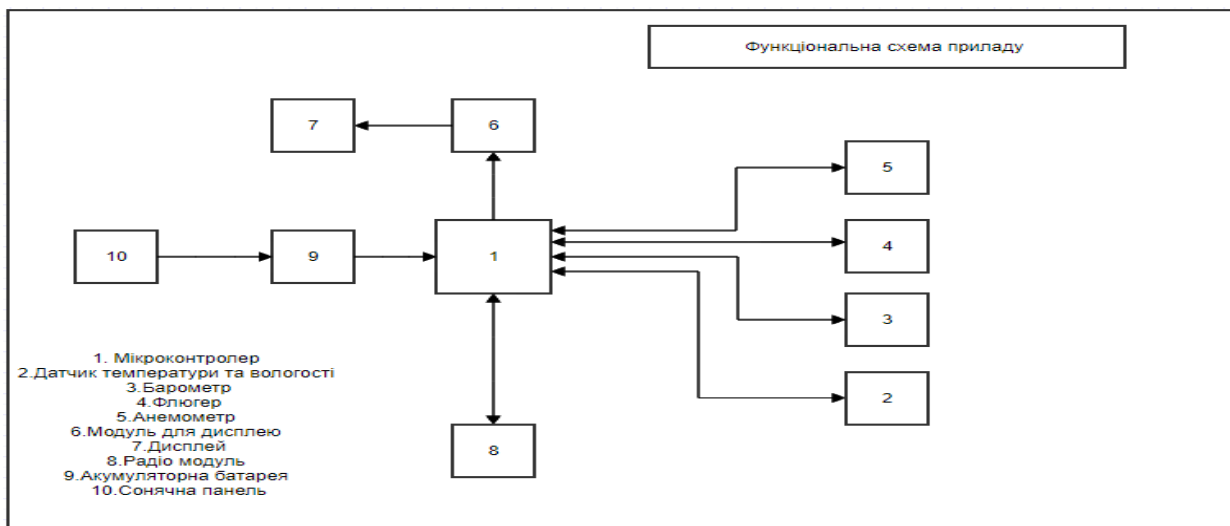 Функціональна схема приладу
7
6
5
10
9
1
4
3
2
8
1. Мікроконтролер
2.Датчик температури та вологості
3.Барометр
4.Флюгер
5.Анемометр
6.Модуль для дисплею
7.Дисплей
8.Радіо модуль
9.Акумуляторна батарея
10.Сонячна панель